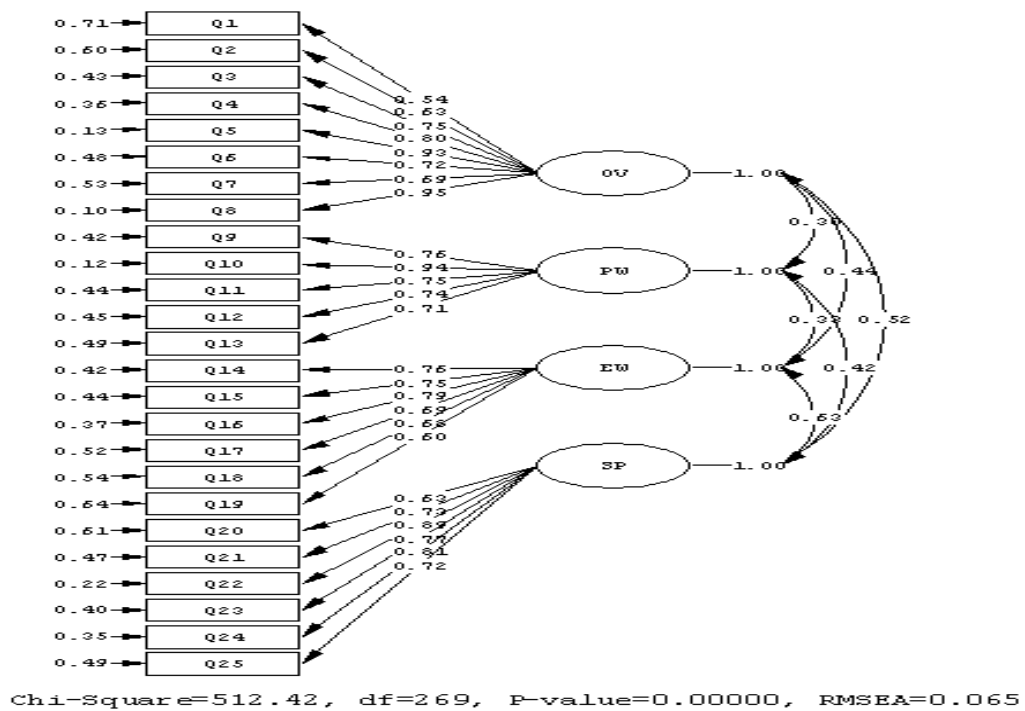 0.71 Q1
0.60 Q2
0.43 Q3
0.36 Q4
0.13 Q5
0.48 Q6
0.53 Q7
0.10 Q8
0.42 Q9
0.12 Q10
0.44 Q11
0.45 Q12
0.49 Q13
0.42 Q14
0.44 Q15
0.37 Q16
0.52 Q17
0.54 Q18
0.64 Q19
0.61 Q20
0.47 Q21
0.22 Q22
0.40 Q23
0.35 Q24
0.49 Q25
0.54
0.63
0.75
0.80
0.93
0.72
0.69
0.95
0.76
0.94
0.75
0.74
0.71
0.76
0.75
0.79
0.69
0.68
0.60
0.63
0.73
0.89
0.77
0.81
0.72
OV 1.00
PW 1.00
EW 1.00
SP 1.00
0.44
0.52
0.42
0.63
Chi-Square=512.42, df=269, P-value=0.00000, RMSEA=0.065